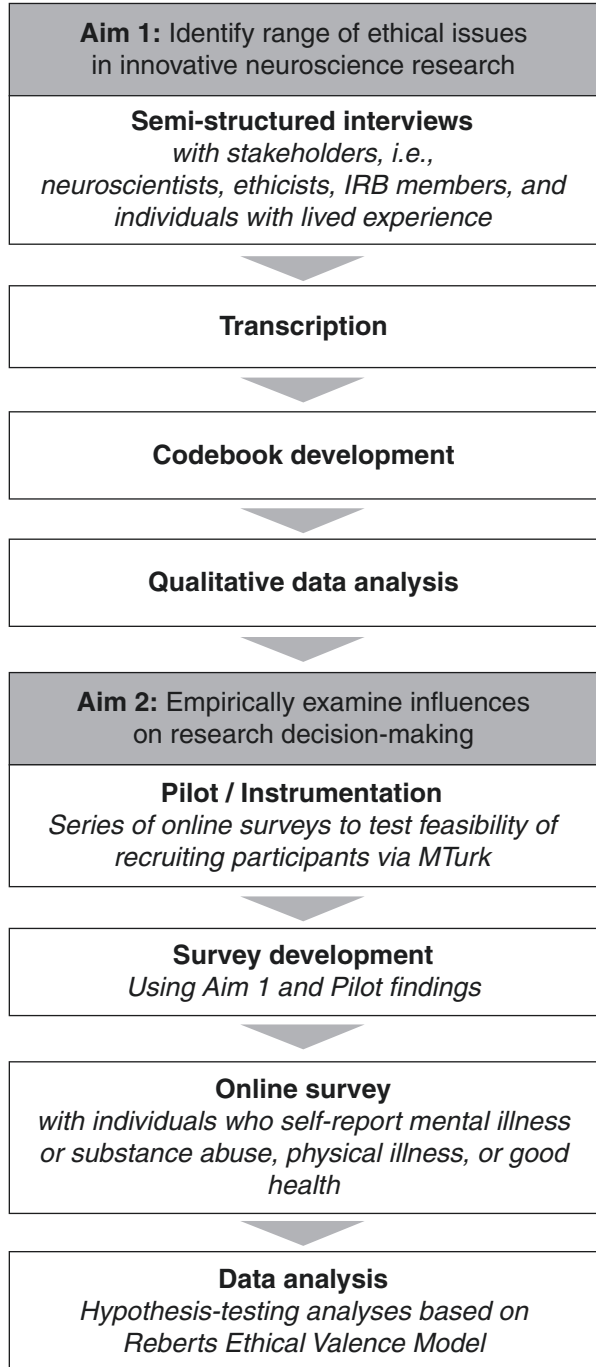 Aim 1: Identify range of ethical issues
in innovative neuroscience research
Semi-structured interviews
with stakeholders, i.e.,
neuroscientists, ethicists, IRB members, and
individuals with lived experience
Transcription
Codebook development
Qualitative data analysis
Aim 2: Empirically examine influences
on research decision-making
Pilot / Instrumentation
Series of online surveys to test feasibility of
recruiting participants via MTurk
Survey development
Using Aim 1 and Pilot findings
Online survey
with individuals who self-report mental illness
or substance abuse, physical illness, or good
health
Data analysis
Hypothesis-testing analyses based on
Reberts Ethical Valence Model